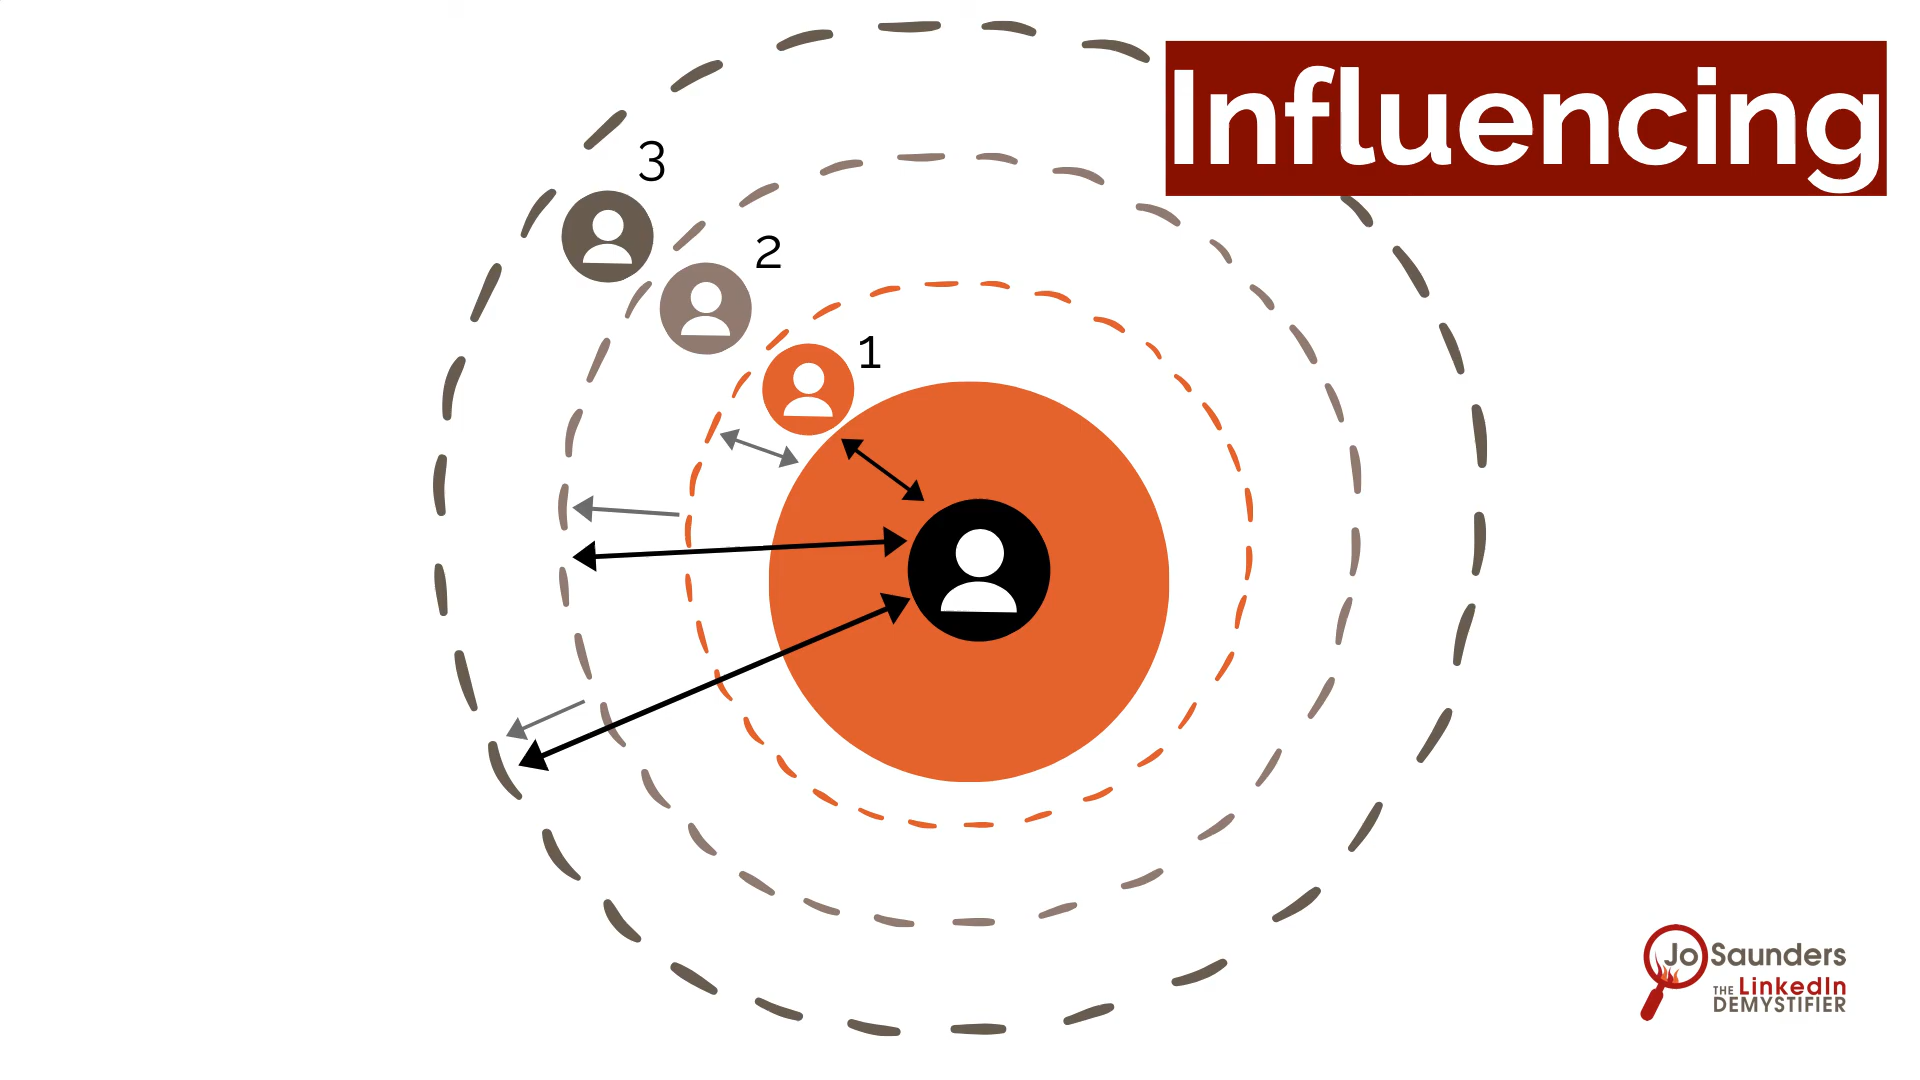 Influencing
3
2
1
Jo Saunders
THE LinkedIn
DEMYSTIFIER